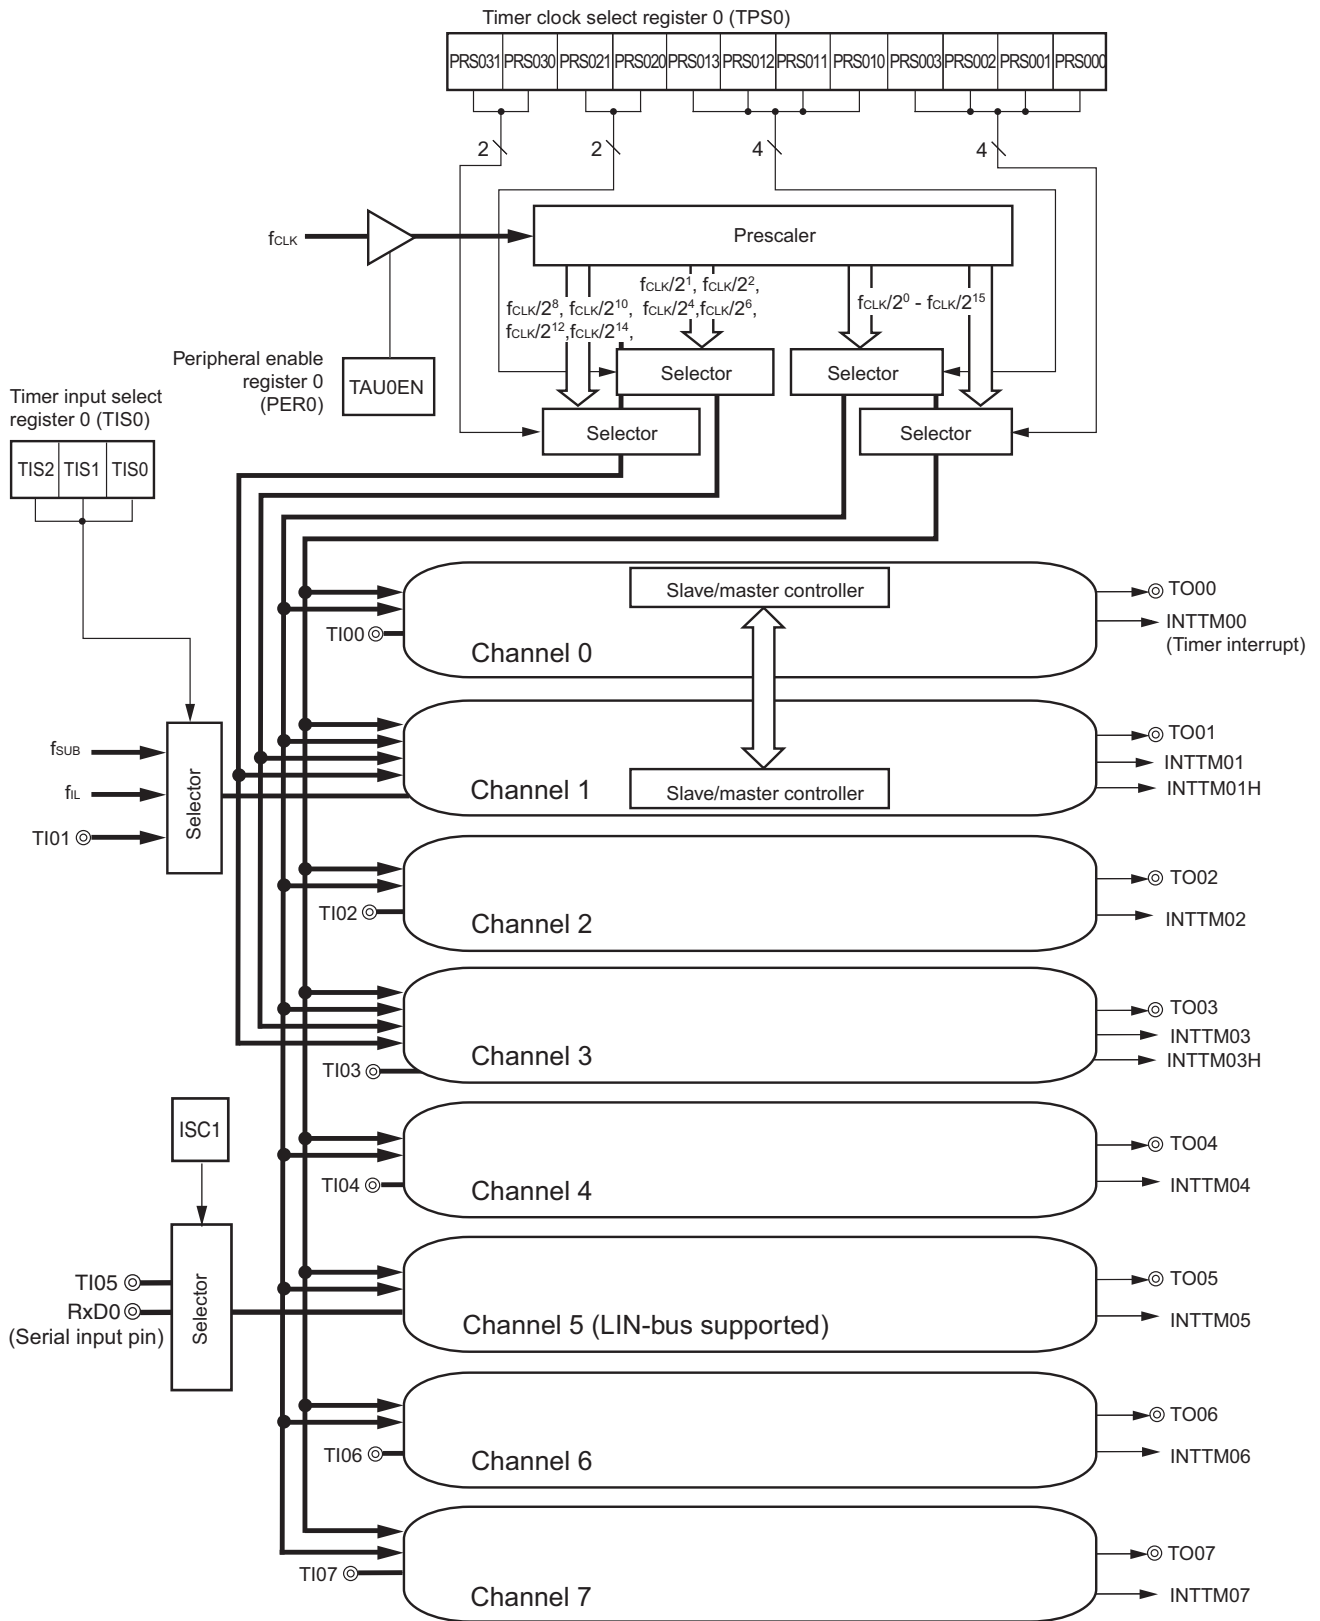 Timer clock select register 0 (TPS0)
PRS031 PRS030 PRS021 PRS020 PRS013 PRS012 PRS011 PRS010 PRS003 PRS002 PRS001 PRS000
2 2 4 4
fCLK
Prescaler
fCLK/2⁸, fCLK/2¹⁰,
fCLK/2¹²,fCLK/2¹⁴,
fCLK/2¹, fCLK/2²,
fCLK/2⁴,fCLK/2⁶,
fCLK/2⁰ - fCLK/2¹⁵
Peripheral enable
register 0
(PER0)
TAU0EN
Selector
Selector
Selector
Selector
Timer input select
register 0 (TIS0)
TIS2 TIS1 TIS0
Slave/master controller
TI00
Channel 0
TO00
INTTM00
(Timer interrupt)
fSUB
fIL
TI01
Selector
Channel 1
Slave/master controller
TO01
INTTM01
INTTM01H
TI02
Channel 2
TO02
INTTM02
TI03
Channel 3
TO03
INTTM03
INTTM03H
ISC1
TI04
Channel 4
TO04
INTTM04
TI05
RxD0
(Serial input pin)
Selector
Channel 5 (LIN-bus supported)
TO05
INTTM05
TI06
Channel 6
TO06
INTTM06
TI07
Channel 7
TO07
INTTM07